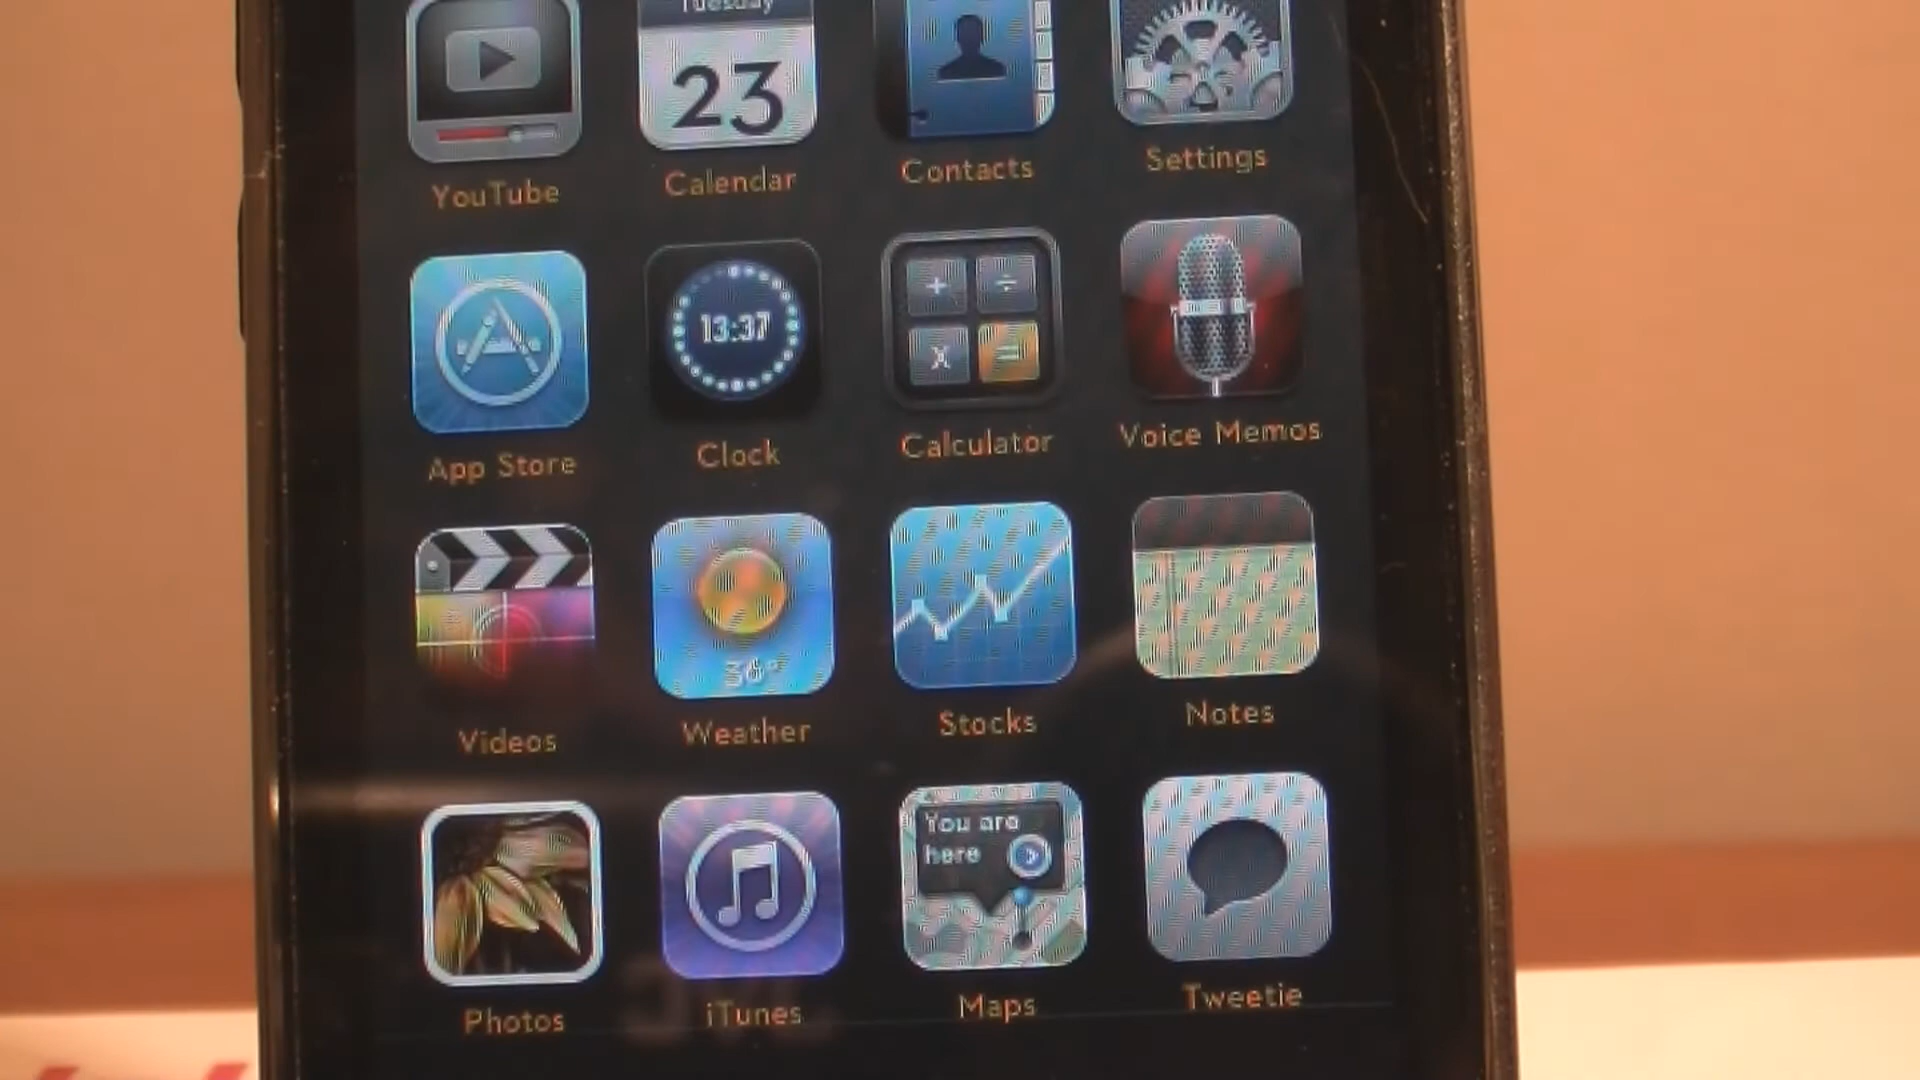 Tuesday
23
YouTube
Calendar
Contacts
Settings
13:37
+
÷
x
=
App Store
Clock
Calculator
Voice Memos
36°
Videos
Weather
Stocks
Notes
You are
here
Photos
iTunes
Maps
Tweetie